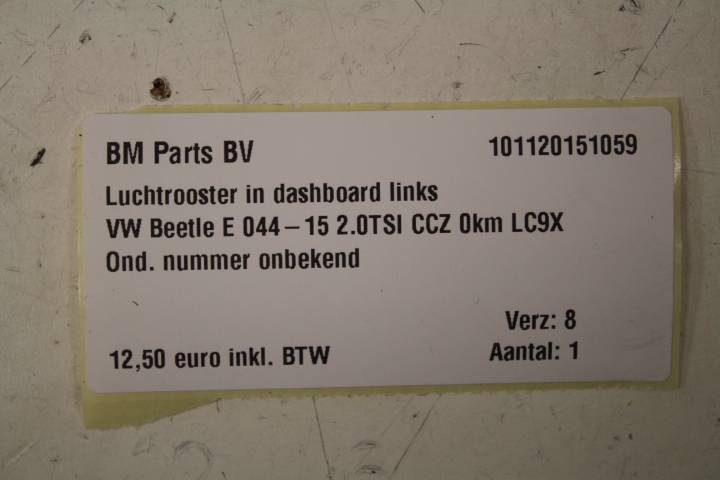 BM Parts BV 101120151059
Luchtrooster in dashboard links
VW Beetle E 044-15 2.0TSI CCZ 0km LC9X
Ond. nummer onbekend
Verz: 8
12,50 euro inkl. BTW Aantal: 1